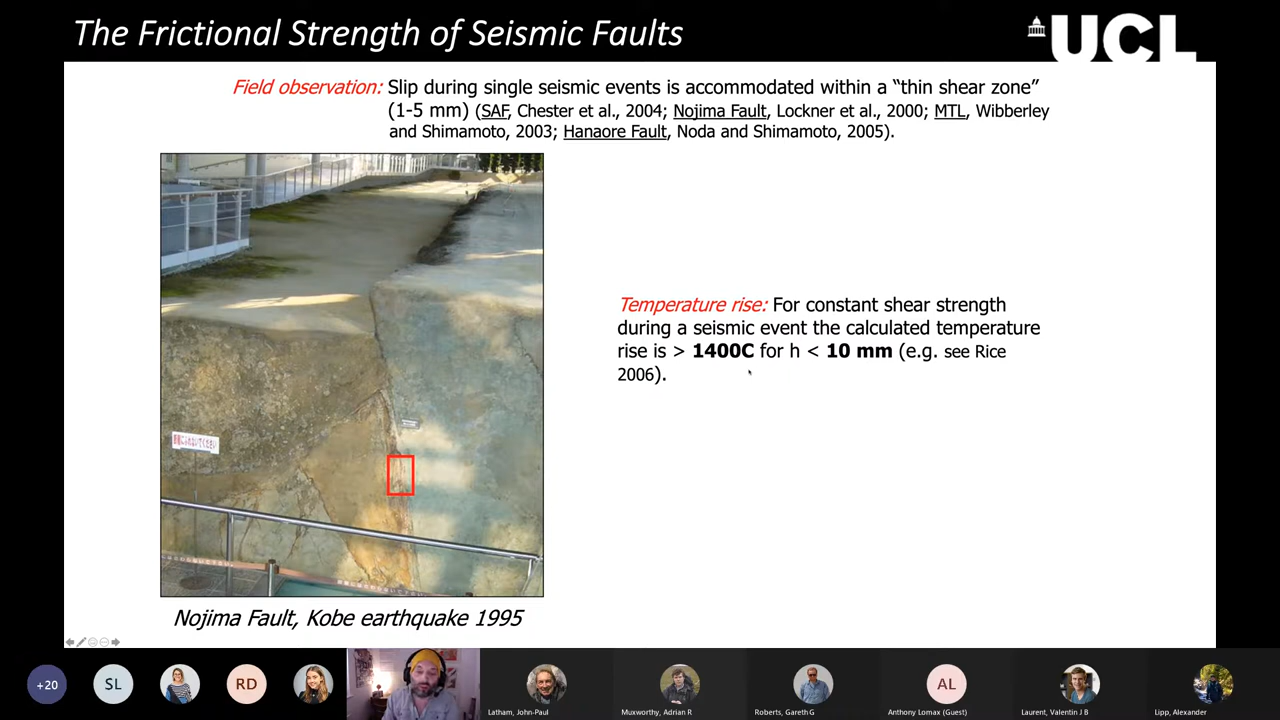 The Frictional Strength of Seismic Faults
UCL
Field observation: Slip during single seismic events is accommodated within a “thin shear zone”
(1-5 mm) (SAF, Chester et al., 2004; Nojima Fault, Lockner et al., 2000; MTL, Wibberley
and Shimamoto, 2003; Hanaore Fault, Noda and Shimamoto, 2005).
Temperature rise: For constant shear strength
during a seismic event the calculated temperature
rise is > 1400C for h < 10 mm (e.g. see Rice
2006).
Nojima Fault, Kobe earthquake 1995
+20
SL
RD
AL
Latham, John-Paul
Muxworthy, Adrian R
Roberts, Gareth G
Anthony Lomax (Guest)
Laurent, Valentin J B
Lipp, Alexander